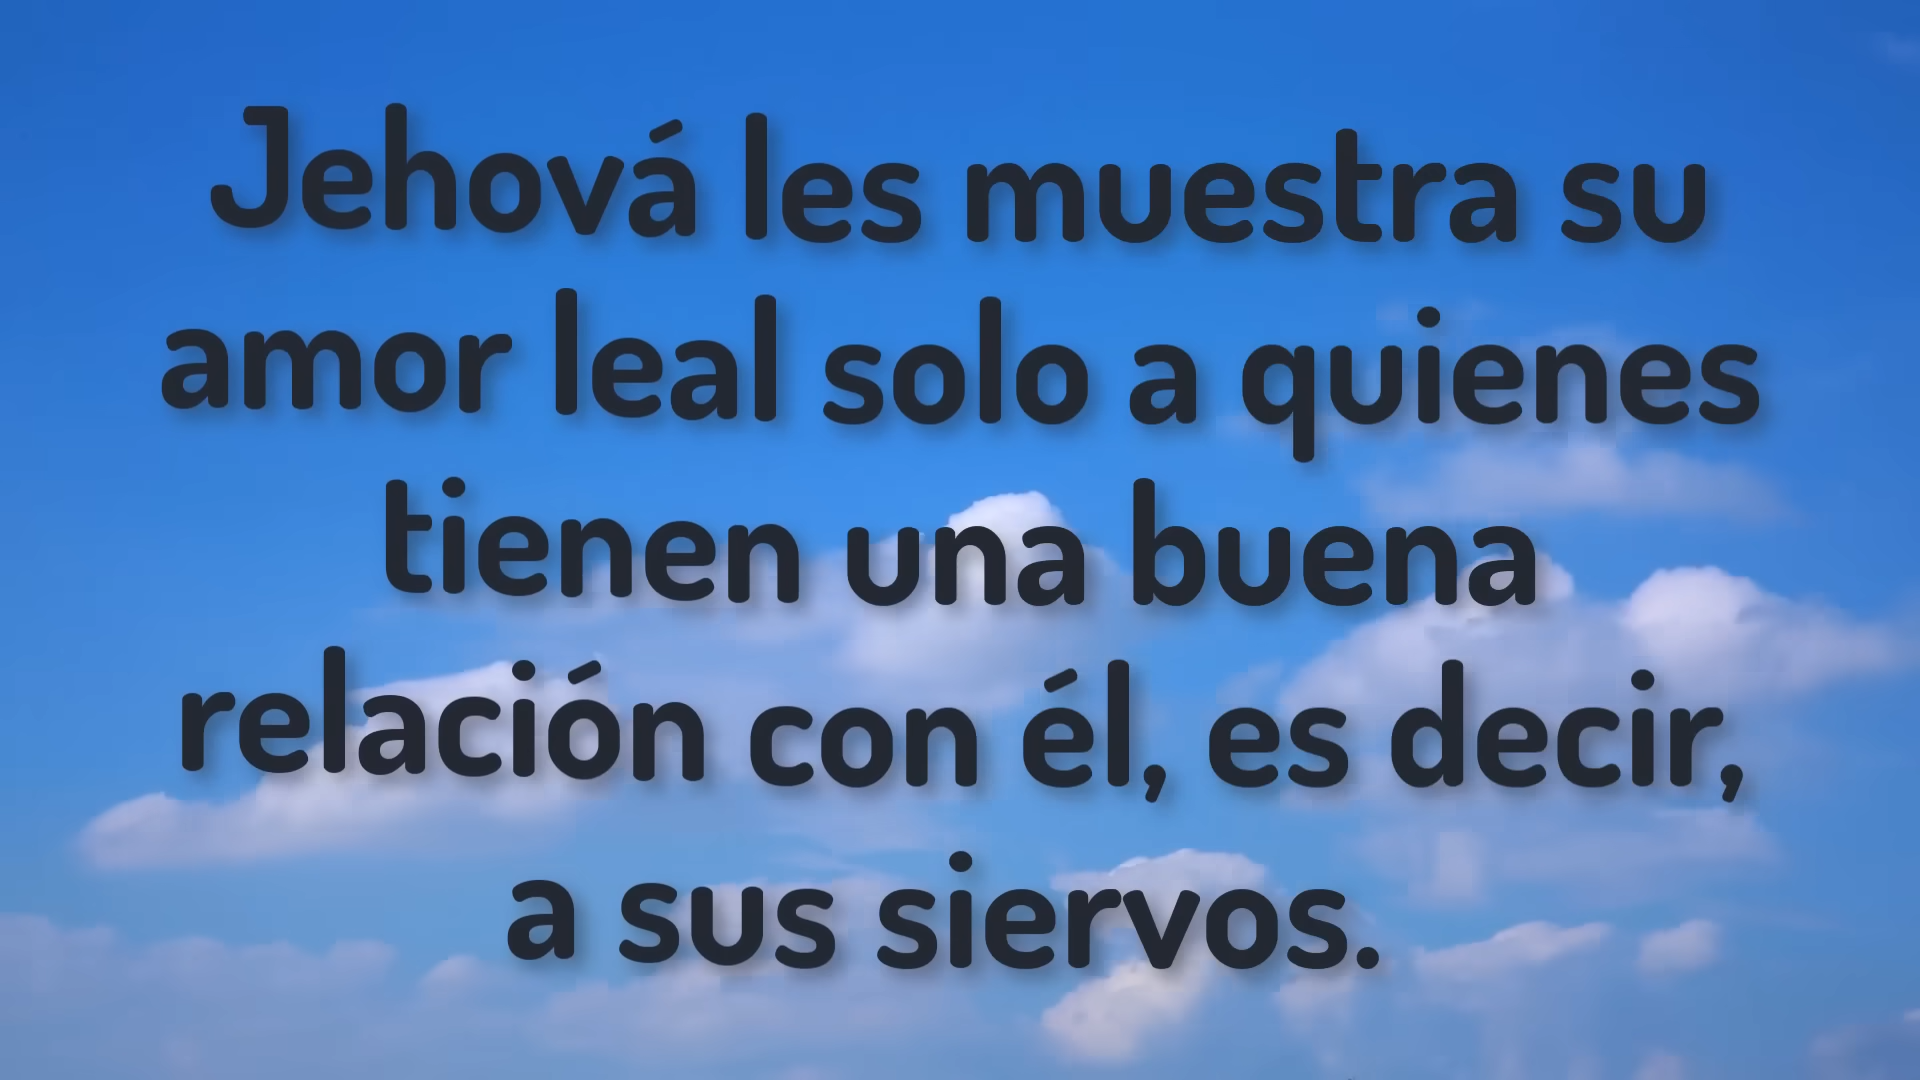 Jehová les muestra su
amor leal solo a quienes
tienen una buena
relación con él, es decir,
a sus siervos.